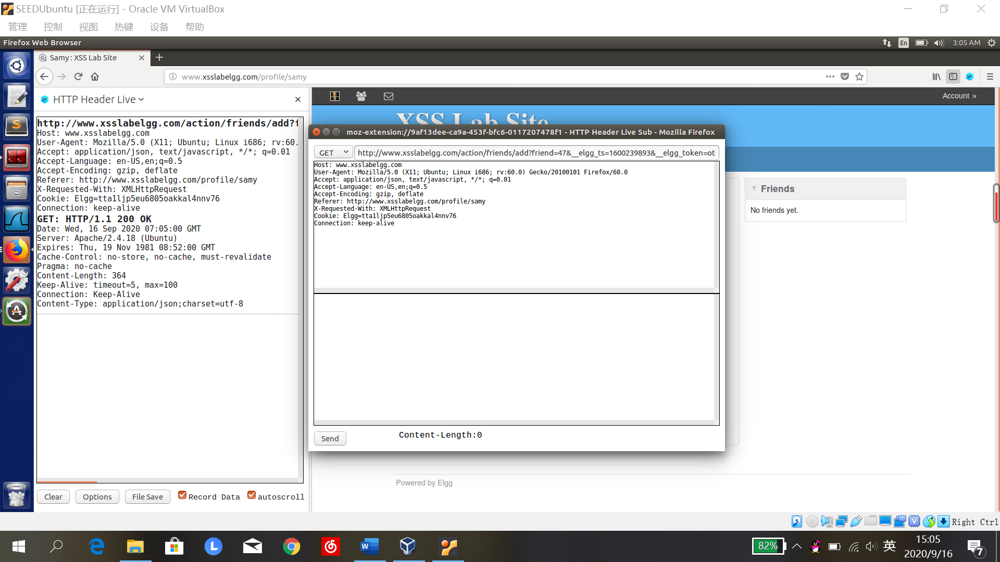 SEEDUbuntu [正在运行] - Oracle VM VirtualBox
管理 控制 视图 热键 设备 帮助
Firefox Web Browser
En
3:05 AM
Samy : XSS Lab Site
www.xsslabelgg.com/profile/samy
HTTP Header Live
http://www.xsslabelgg.com/action/friends/add?f
Host: www.xsslabelgg.com
User-Agent: Mozilla/5.0 (X11; Ubuntu; Linux i686; rv:60.
Accept: application/json, text/javascript, */*; q=0.01
Accept-Language: en-US,en;q=0.5
Accept-Encoding: gzip, deflate
Referer: http://www.xsslabelgg.com/profile/samy
X-Requested-With: XMLHttpRequest
Cookie: Elgg=tta1ljp5eu6805oakkal4nnv76
Connection: keep-alive
GET: HTTP/1.1 200 OK
Date: Wed, 16 Sep 2020 07:05:00 GMT
Server: Apache/2.4.18 (Ubuntu)
Expires: Thu, 19 Nov 1981 08:52:00 GMT
Cache-Control: no-store, no-cache, must-revalidate
Pragma: no-cache
Content-Length: 364
Keep-Alive: timeout=5, max=100
Connection: Keep-Alive
Content-Type: application/json;charset=utf-8
Clear Options File Save Record Data autoscroll
Account »
XSS Lab Site
moz-extension://9af13dee-ca9a-453f-bfc6-0117207478f1 - HTTP Header Live Sub - Mozilla Firefox
GET
http://www.xsslabelgg.com/action/friends/add?friend=47&__elgg_ts=1600239893&__elgg_token=ot
Host: www.xsslabelgg.com
User-Agent: Mozilla/5.0 (X11; Ubuntu; Linux i686; rv:60.0) Gecko/20100101 Firefox/60.0
Accept: application/json, text/javascript, */*; q=0.01
Accept-Language: en-US,en;q=0.5
Accept-Encoding: gzip, deflate
Referer: http://www.xsslabelgg.com/profile/samy
X-Requested-With: XMLHttpRequest
Cookie: Elgg=tta1ljp5eu6805oakkal4nnv76
Connection: keep-alive
Send
Content-Length:0
Friends
No friends yet.
Powered by Elgg
Right Ctrl
82%
英
15:05
2020/9/16
7